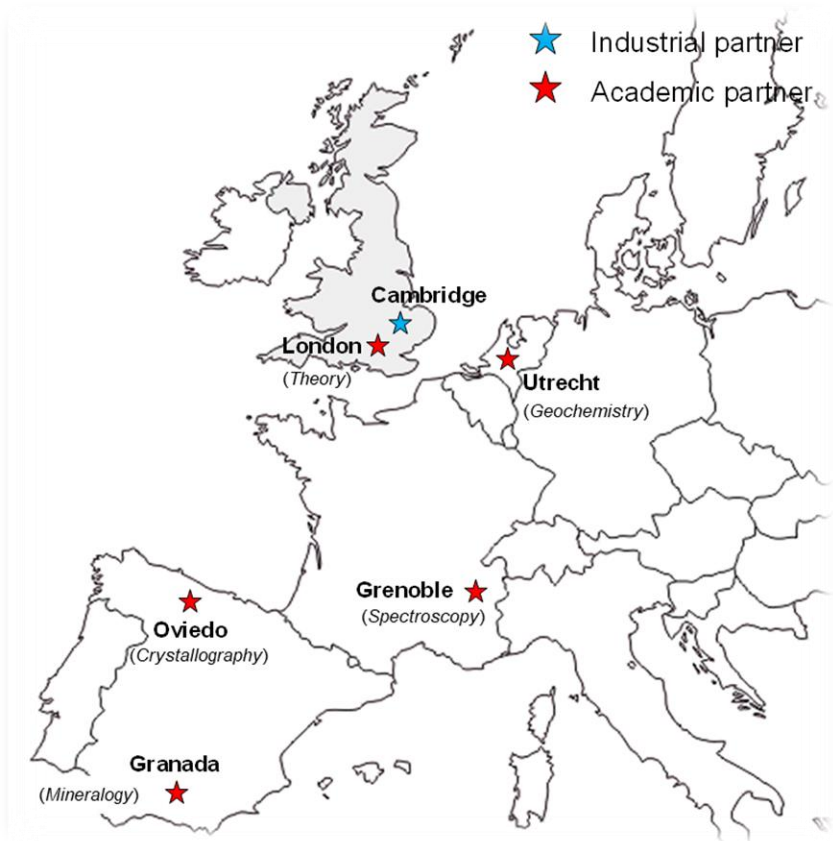 Industrial partner
Academic partner
Cambridge
London
(Theory)
Utrecht
(Geochemistry)
Grenoble
(Spectroscopy)
Oviedo
(Crystallography)
Granada
(Mineralogy)